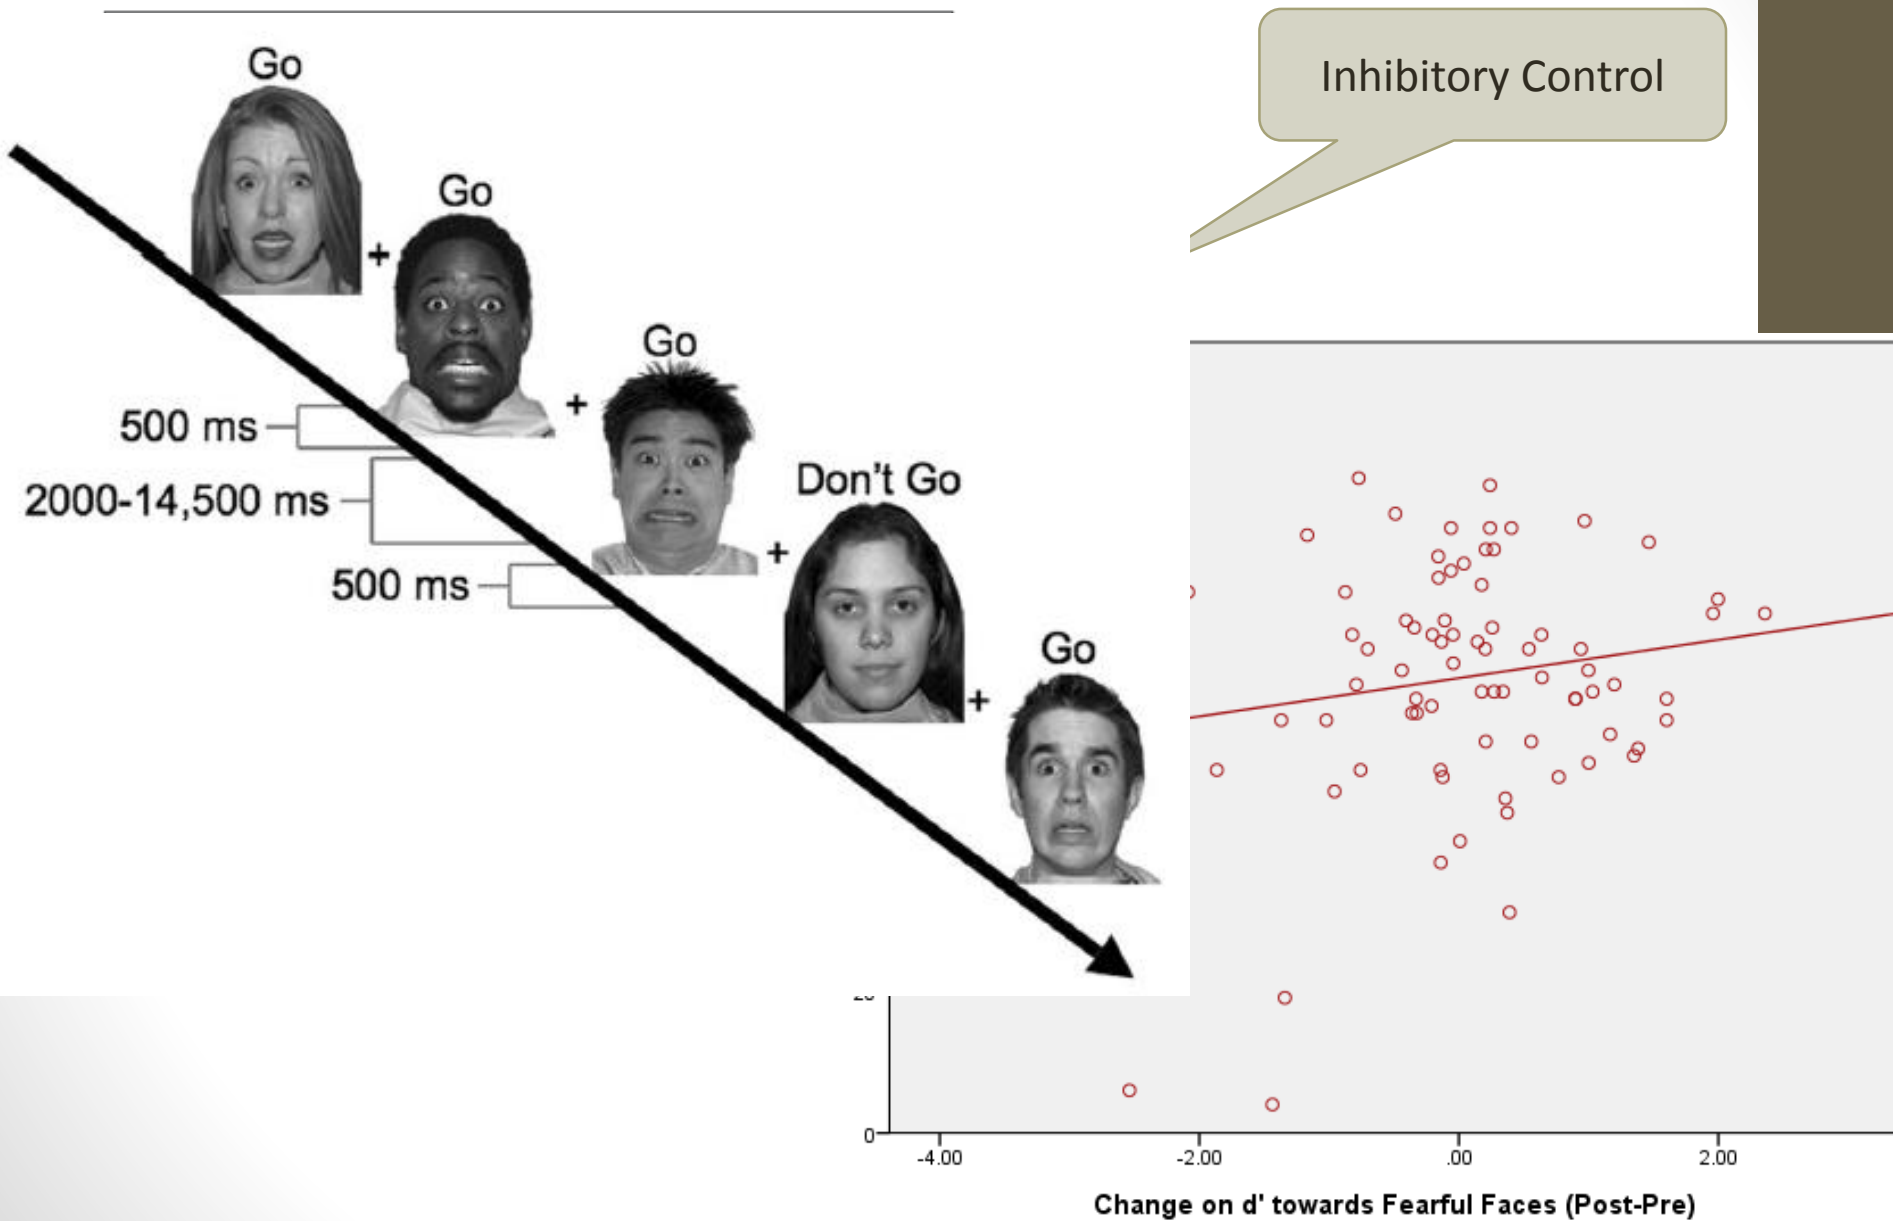 Go
Inhibitory Control
Go
Go
500 ms
Don't Go
2000-14,500 ms
500 ms
Go
0
-4.00
-2.00
.00
2.00
Change on d' towards Fearful Faces (Post-Pre)